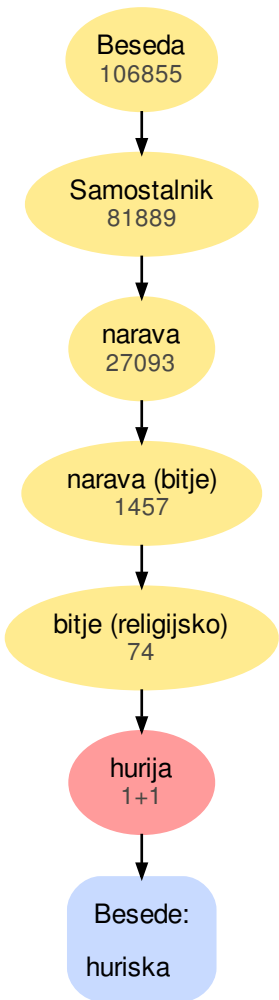 Beseda
106855
Samostalnik
81889
narava
27093
narava (bitje)
1457
bitje (religijsko)
74
hurija
1+1
Besede:
huriska